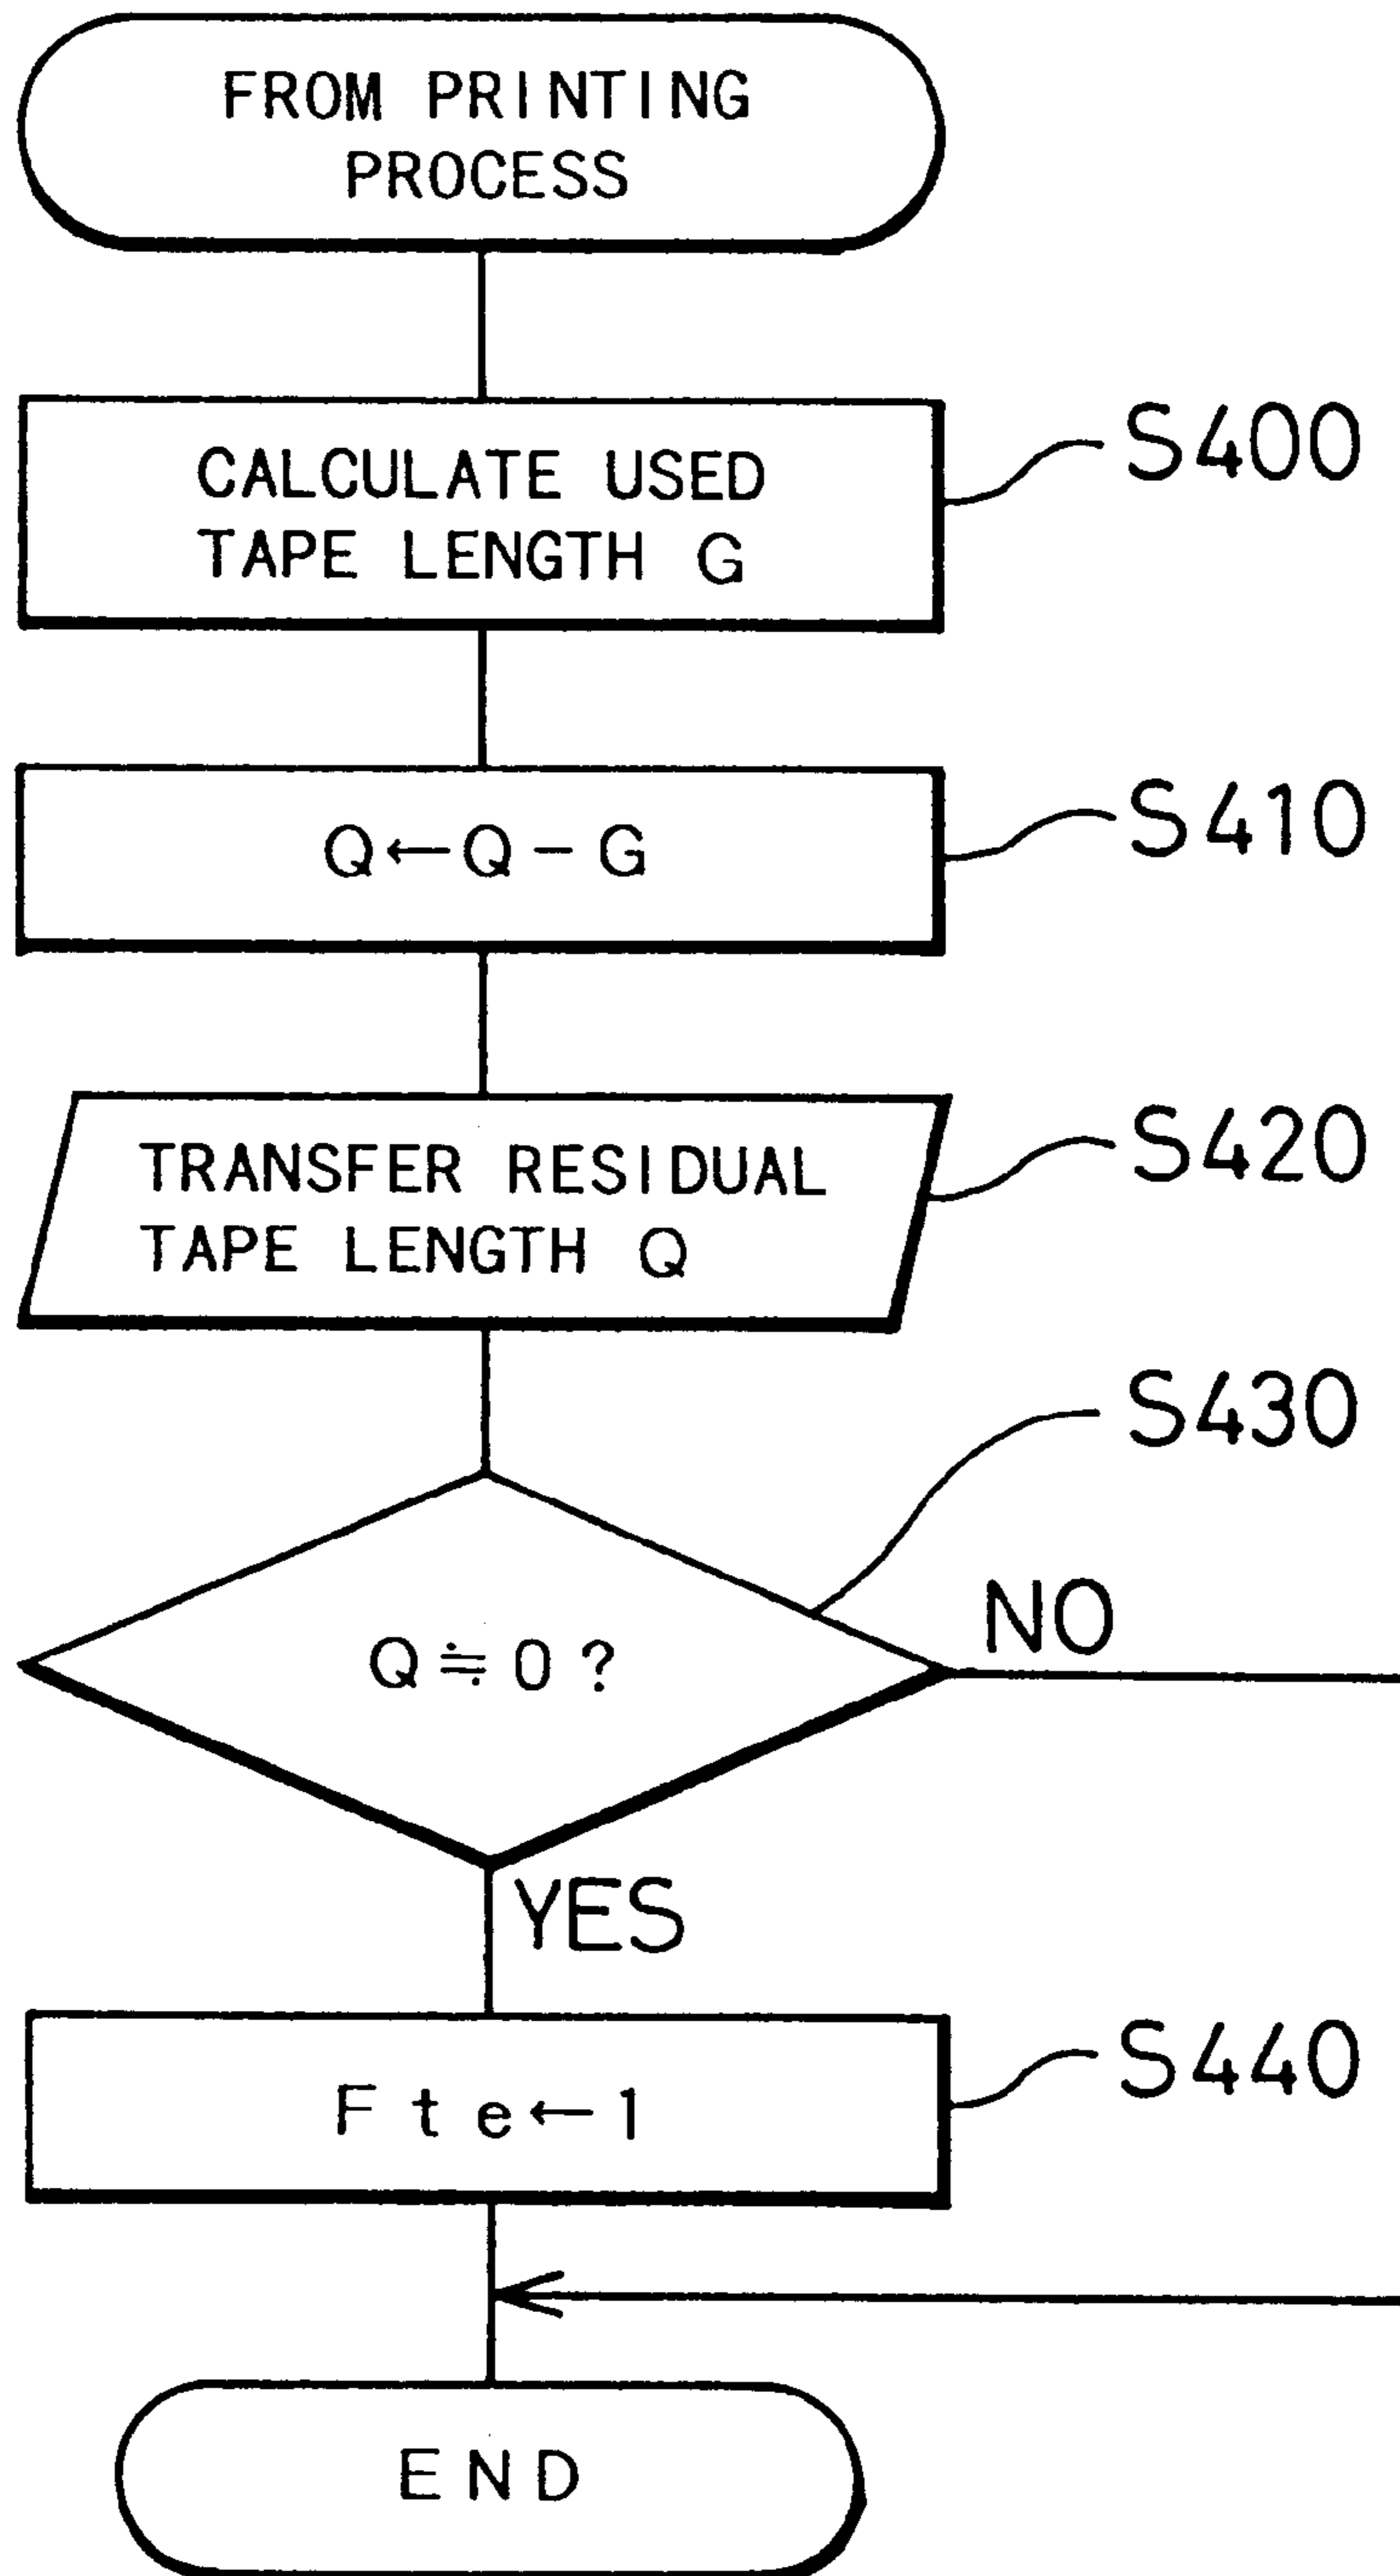 FROM PRINTING
PROCESS
CALCULATE USED
TAPE LENGTH G
S400
Q←Q-G
S410
TRANSFER RESIDUAL
TAPE LENGTH Q
S420
S430
Q≒0?
NO
YES
Fte←1
S440
END